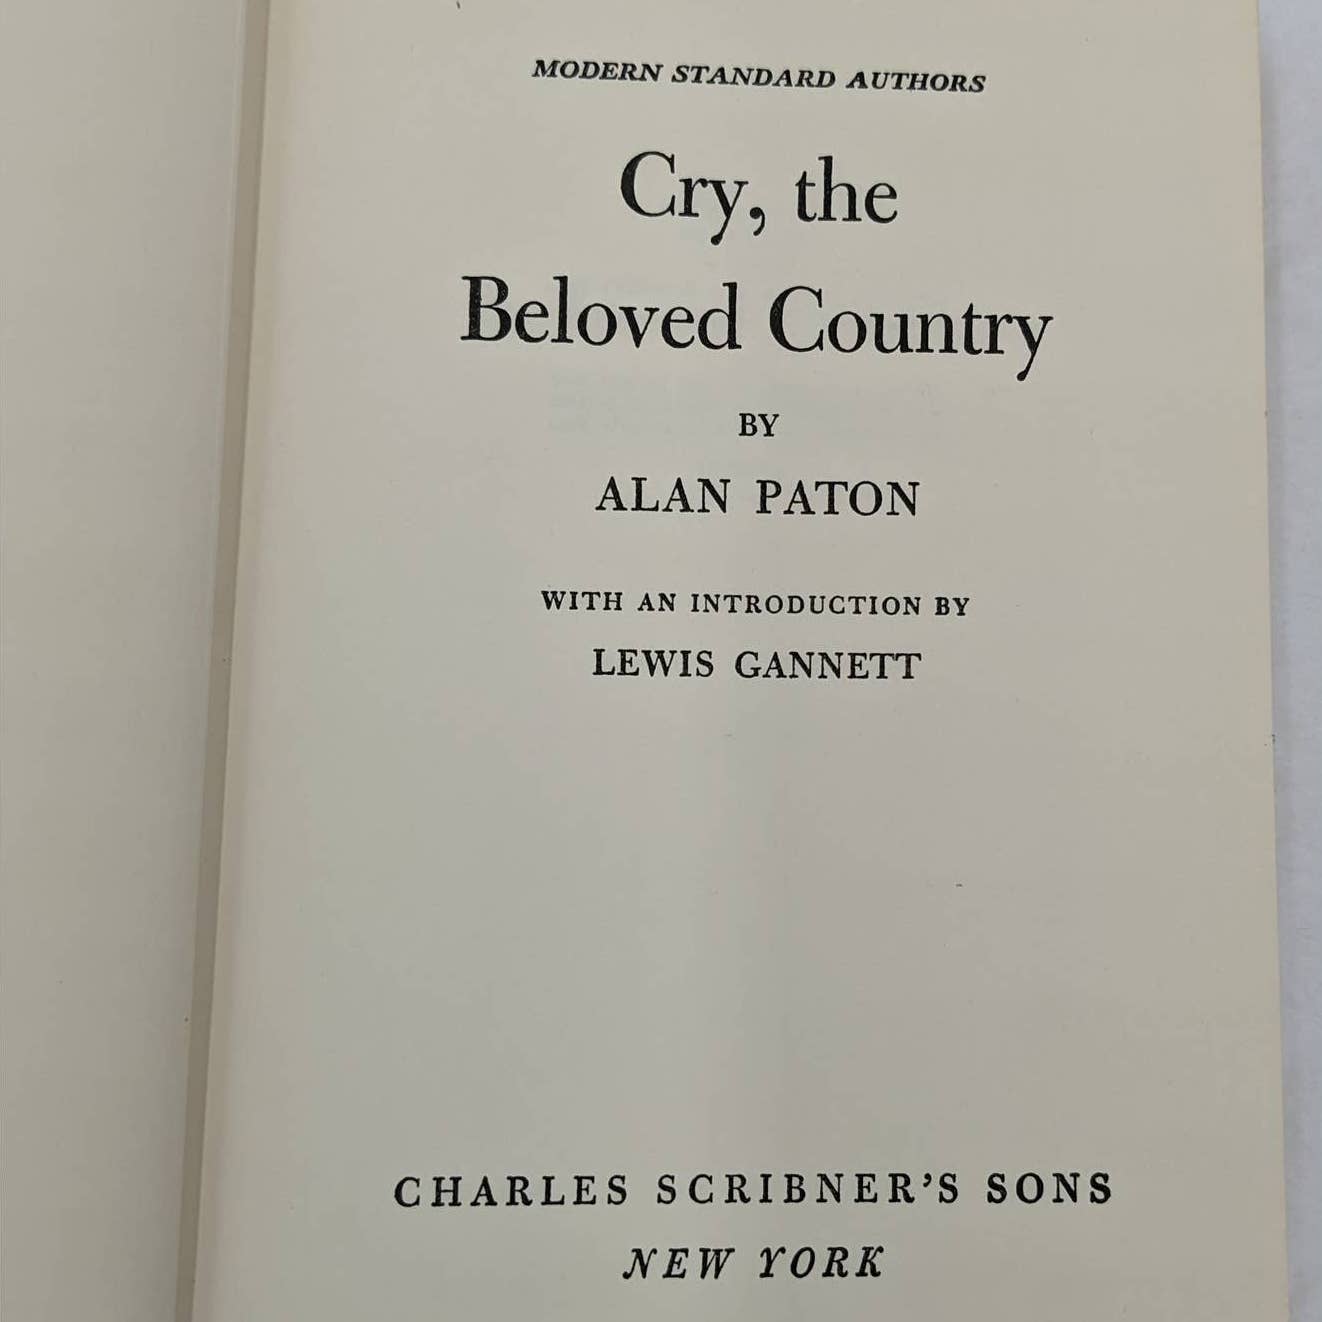 MODERN STANDARD AUTHORS
Cry, the
Beloved Country
BY
ALAN PATON
WITH AN INTRODUCTION BY
LEWIS GANNETT
CHARLES SCRIBNER’S SONS
NEW YORK